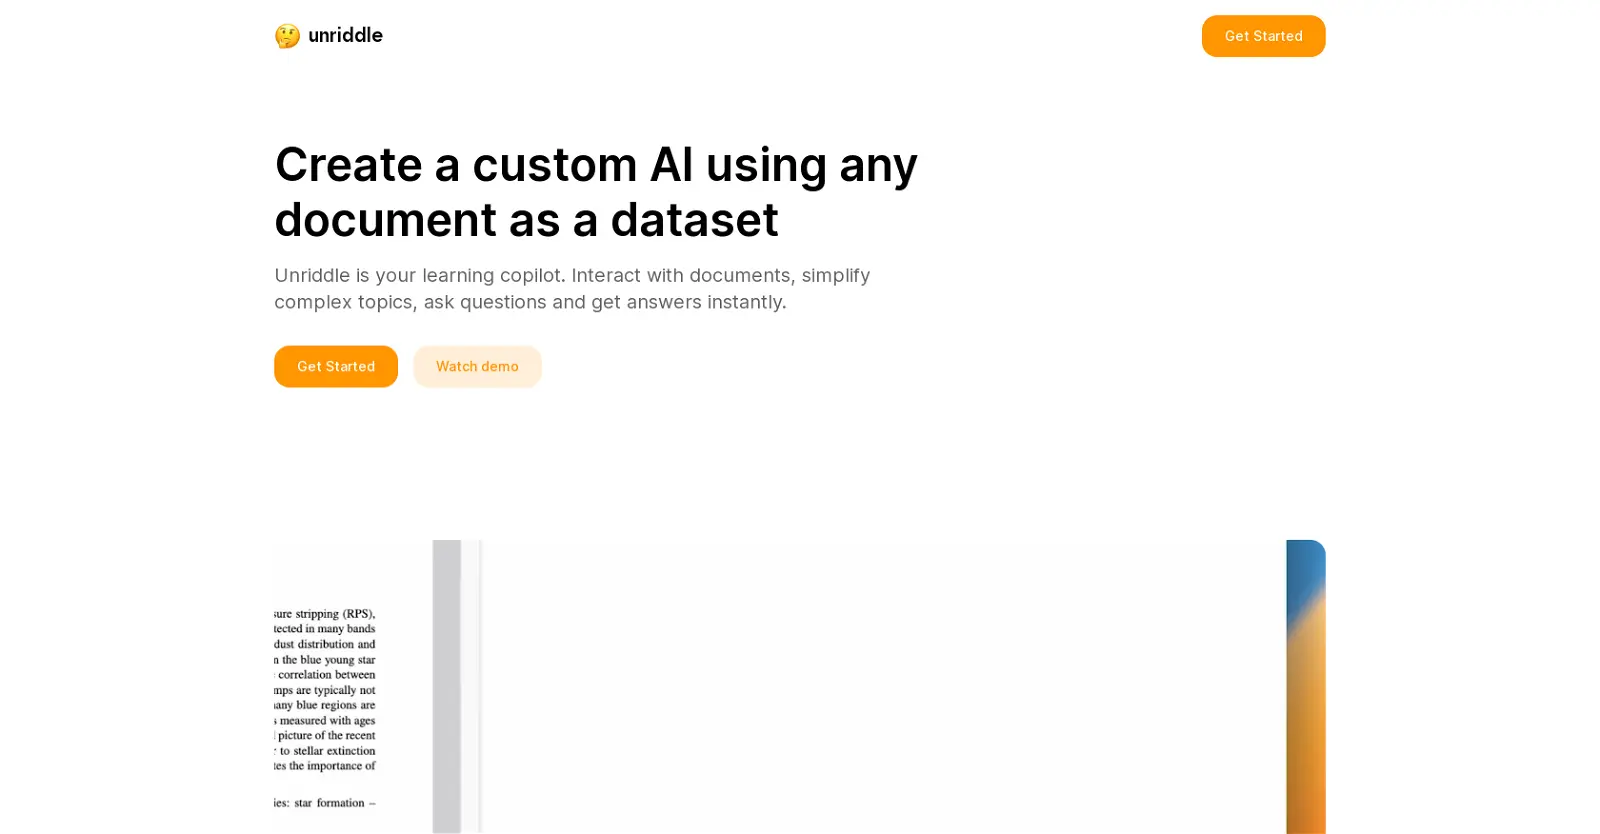 unriddle
Get Started
Create a custom AI using any
document as a dataset
Unriddle is your learning copilot. Interact with documents, simplify
complex topics, ask questions and get answers instantly.
Get Started
Watch demo
sure stripping (RPS),
tected in many bands
dust distribution and
n the blue young star
correlation between
mps are typically not
any blue regions are
s measured with ages
picture of the recent
to stellar extinction
tes the importance of
ies: star formation –